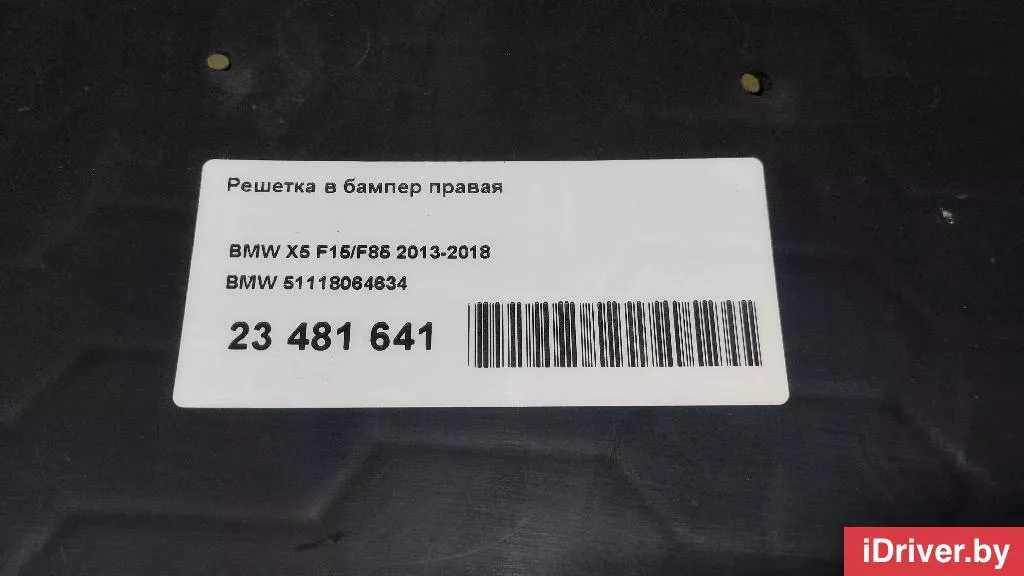 Решетка в бампер правая
BMW X5 F15/F85 2013-2018
BMW 51118064634
23 481 641
iDriver.by